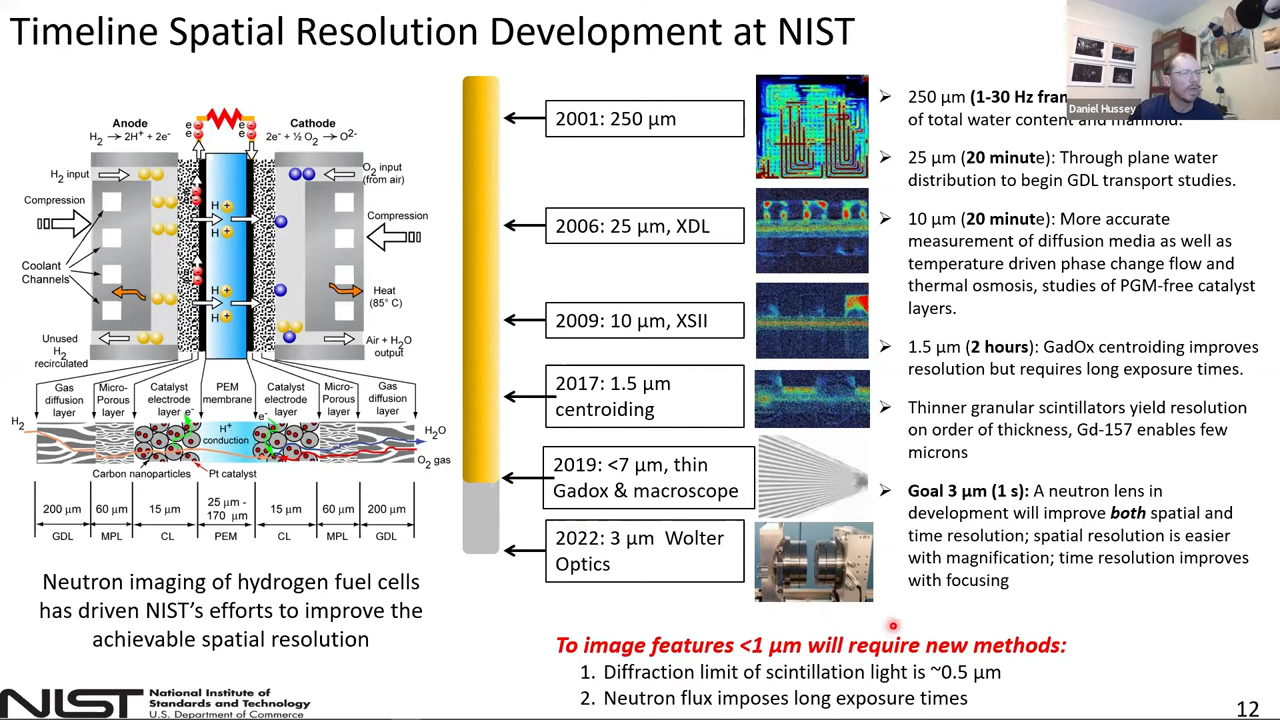 Timeline Spatial Resolution Development at NIST
Daniel Hussey
Anode
H₂ → 2H⁺ + 2e⁻
e⁻
e⁻
e⁻
e⁻
Cathode
2e⁻ + ½ O₂ → O²⁻
H₂ input
O₂ input
(from air)
Compression
Compression
H +
H +
Coolant
Channels
Heat
(85° C)
H +
H +
Unused
H₂
recirculated
Air + H₂O
output
Gas
diffusion
layer
Micro-
Porous
layer
Catalyst
electrode
layer
e⁻
PEM
membrane
Catalyst
electrode
layer
e⁻
Micro-
Porous
layer
Gas
diffusion
layer
H₂
H⁺
conduction
H₂O
O₂ gas
Carbon nanoparticles
Pt catalyst
200 µm
60 µm
15 µm
25 µm -
170 µm
15 µm
60 µm
200 µm
GDL
MPL
CL
PEM
CL
MPL
GDL
Neutron imaging of hydrogen fuel cells
has driven NIST's efforts to improve the
achievable spatial resolution
2001: 250 µm
2006: 25 µm, XDL
2009: 10 µm, XSII
2017: 1.5 µm
centroiding
2019: <7 µm, thin
Gadox & macroscope
2022: 3 µm Wolter
Optics
➢ 250 µm (1-30 Hz
of total water content and manifold.
➢ 25 µm (20 minute): Through plane water
distribution to begin GDL transport studies.
➢ 10 µm (20 minute): More accurate
measurement of diffusion media as well as
temperature driven phase change flow and
thermal osmosis, studies of PGM-free catalyst
layers.
➢ 1.5 µm (2 hours): GadOx centroiding improves
resolution but requires long exposure times.
➢ Thinner granular scintillators yield resolution
on order of thickness, Gd-157 enables few
microns
➢ Goal 3 µm (1 s): A neutron lens in
development will improve both spatial and
time resolution; spatial resolution is easier
with magnification; time resolution improves
with focusing
To image features <1 µm will require new methods:
1. Diffraction limit of scintillation light is ~0.5 µm
2. Neutron flux imposes long exposure times
NIST
National Institute of
Standards and Technology
U.S. Department of Commerce
12